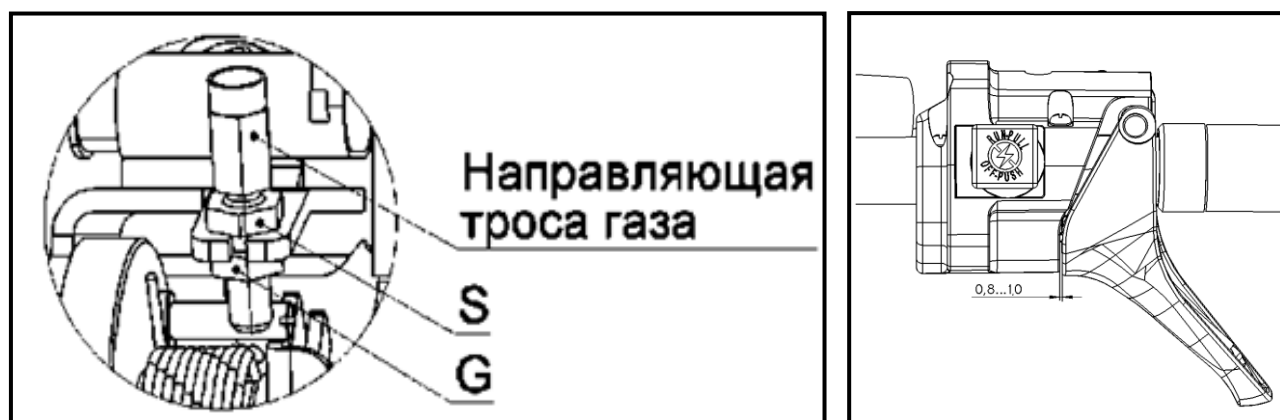 Направляющая
троса газа
S
G
RUN-PULL
OFF-PUSH
0,8...1,0